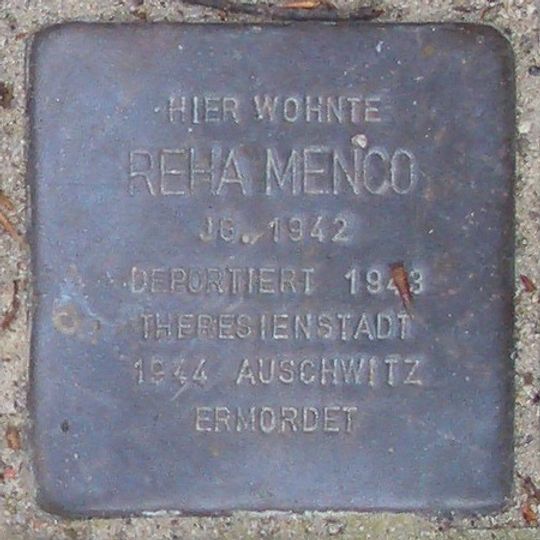 HIER WOHNTE
REHA MENCO
JG. 1942
DEPORTIERT 1943
THERESIENSTADT
1944 AUSCHWITZ
ERMORDET